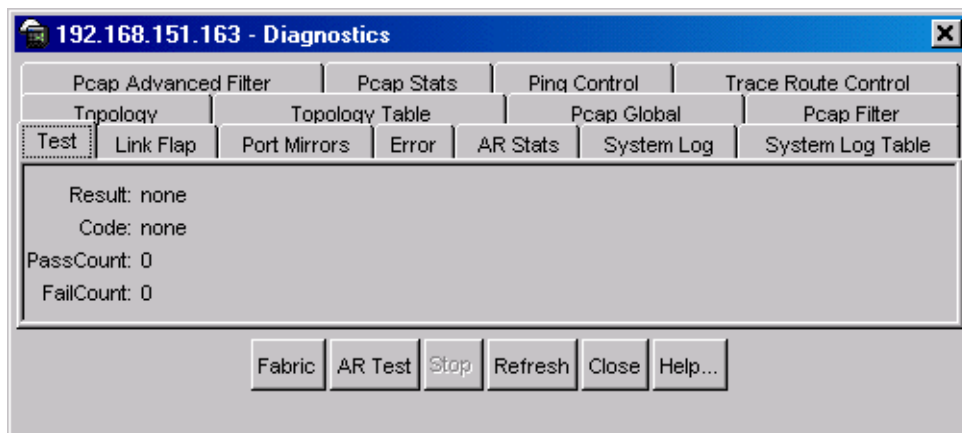 192.168.151.163 - Diagnostics
Pcap Advanced Filter Pcap Stats Ping Control Trace Route Control
Topology Topology Table Pcap Global Pcap Filter
Test Link Flap Port Mirrors Error AR Stats System Log System Log Table
Result: none
Code: none
PassCount: 0
FailCount: 0
Fabric AR Test Stop Refresh Close Help...